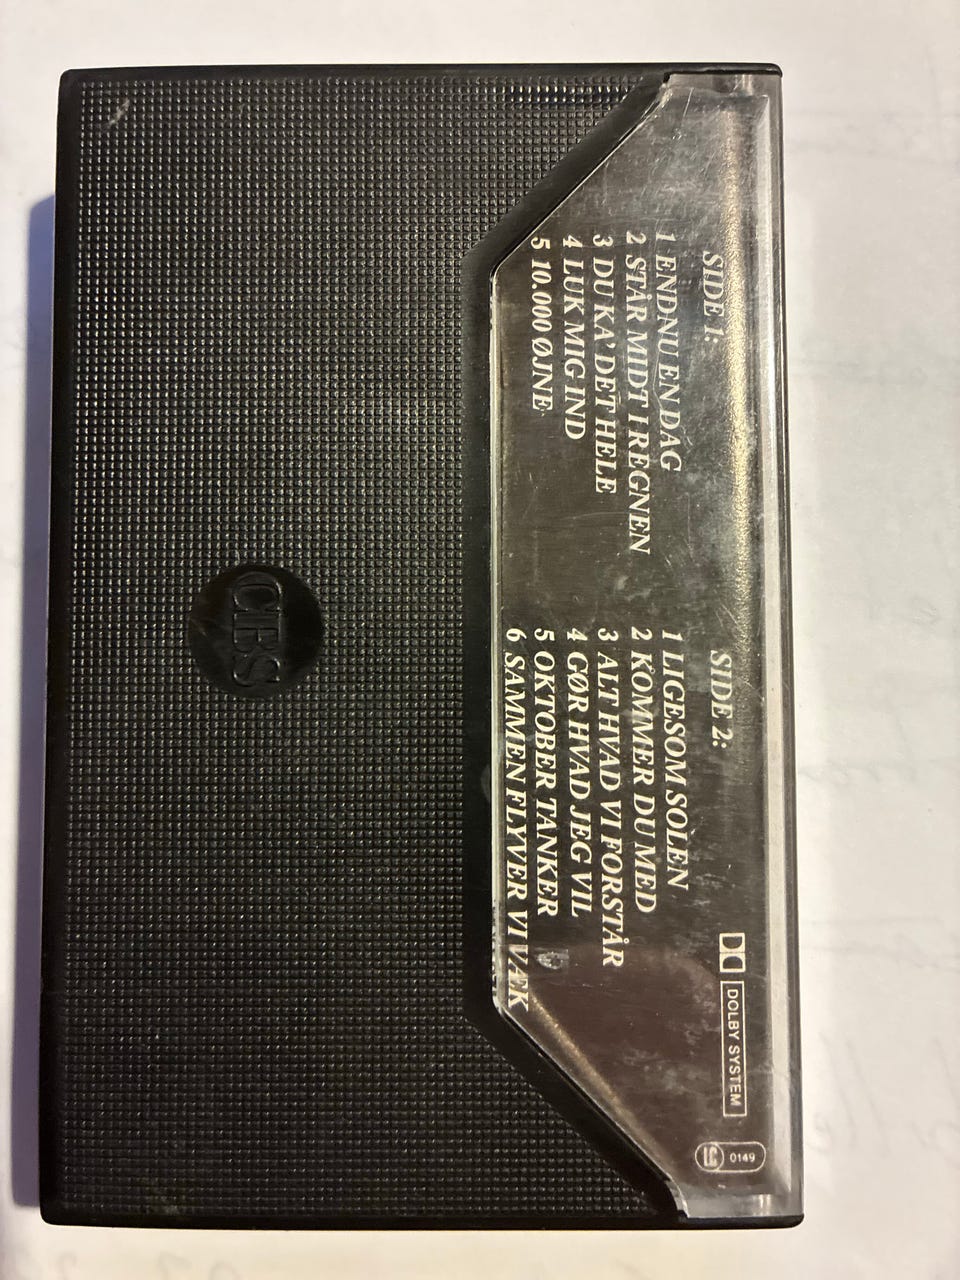 SIDE 1:
1 ENDNU EN DAG
2 STÅR MIDT I REGNEN
3 DU KA' DET HELE
4 LUK MIG IND
5 10.000 ØJNE
SIDE 2:
1 LIGESOM SOLEN
2 KOMMER DU MED
3 ALT HVAD VI FORSTÅR
4 GØR HVAD JEG VIL
5 OKTOBER TANKER
6 SAMMEN FLYVER VI VÆK
DOLBY SYSTEM
0149
CBS